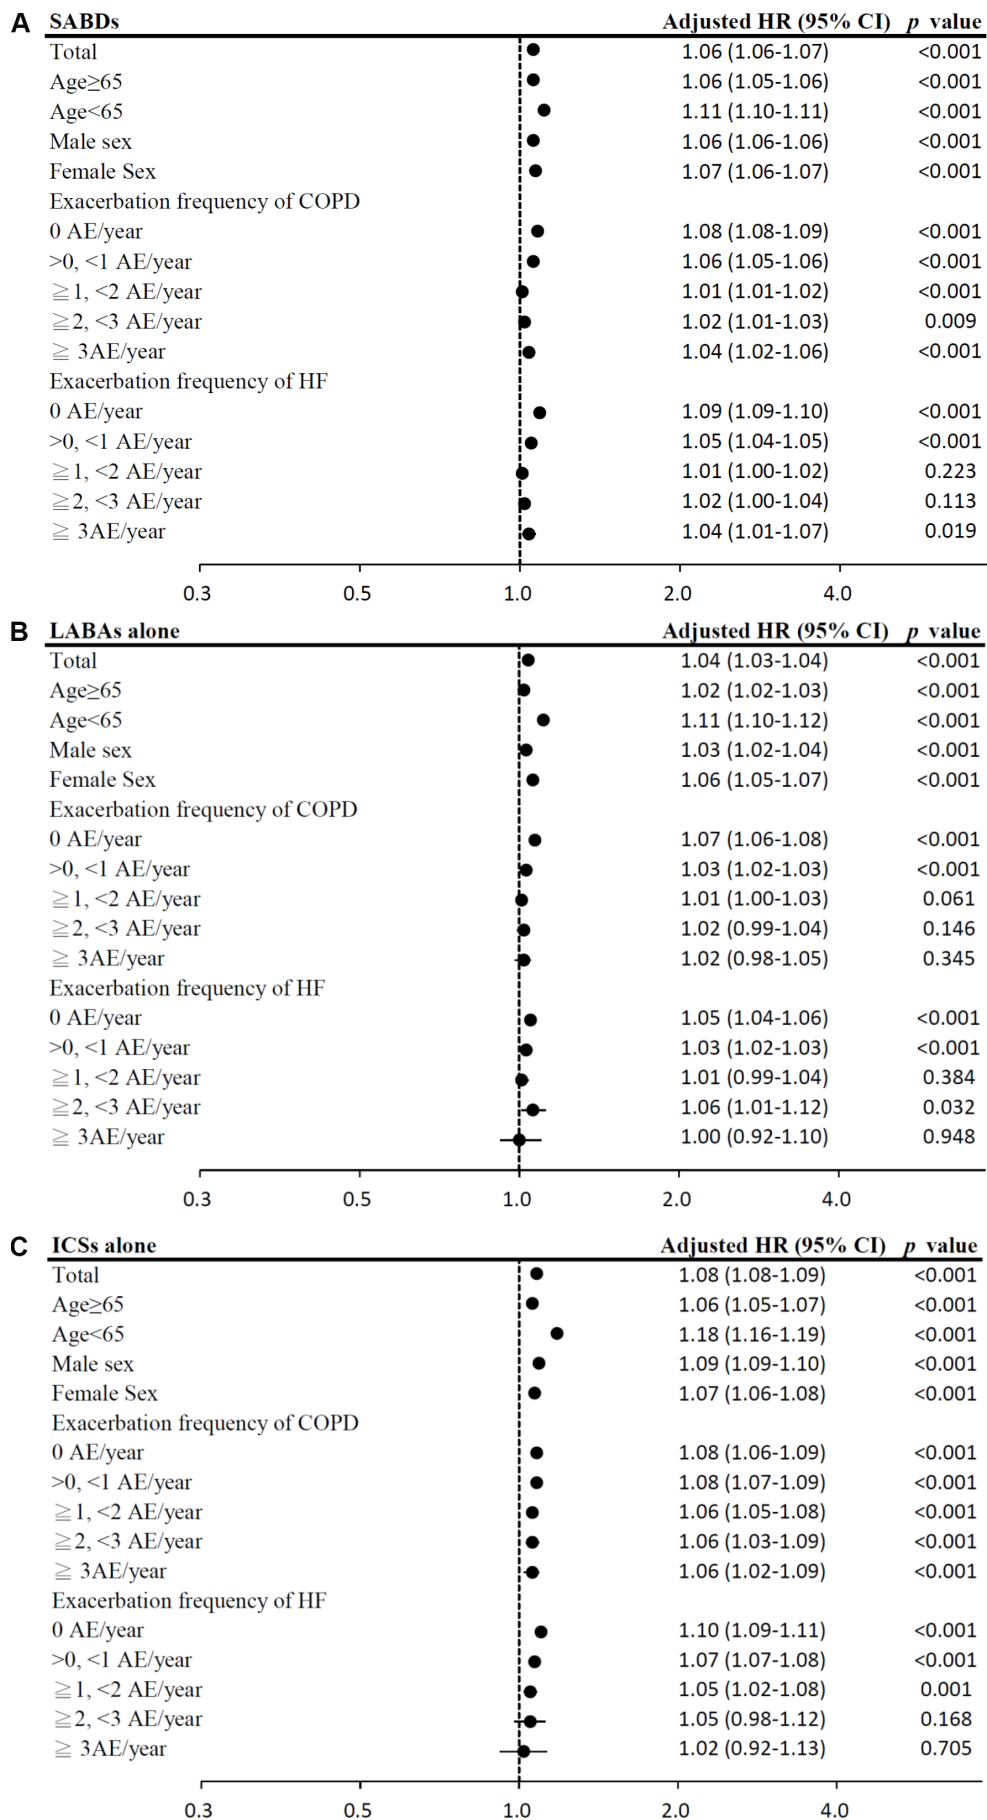 A SABDs Adjusted HR (95% CI) p value
Total 1.06 (1.06-1.07) <0.001
Age≥65 1.06 (1.05-1.06) <0.001
Age<65 1.11 (1.10-1.11) <0.001
Male sex 1.06 (1.06-1.06) <0.001
Female Sex 1.07 (1.06-1.07) <0.001
Exacerbation frequency of COPD
0 AE/year 1.08 (1.08-1.09) <0.001
>0, <1 AE/year 1.06 (1.05-1.06) <0.001
≧1, <2 AE/year 1.01 (1.01-1.02) <0.001
≧2, <3 AE/year 1.02 (1.01-1.03) 0.009
≧ 3AE/year 1.04 (1.02-1.06) <0.001
Exacerbation frequency of HF
0 AE/year 1.09 (1.09-1.10) <0.001
>0, <1 AE/year 1.05 (1.04-1.05) <0.001
≧1, <2 AE/year 1.01 (1.00-1.02) 0.223
≧2, <3 AE/year 1.02 (1.00-1.04) 0.113
≧ 3AE/year 1.04 (1.01-1.07) 0.019
0.3 0.5 1.0 2.0 4.0
B LABAs alone Adjusted HR (95% CI) p value
Total 1.04 (1.03-1.04) <0.001
Age≥65 1.02 (1.02-1.03) <0.001
Age<65 1.11 (1.10-1.12) <0.001
Male sex 1.03 (1.02-1.04) <0.001
Female Sex 1.06 (1.05-1.07) <0.001
Exacerbation frequency of COPD
0 AE/year 1.07 (1.06-1.08) <0.001
>0, <1 AE/year 1.03 (1.02-1.03) <0.001
≧1, <2 AE/year 1.01 (1.00-1.03) 0.061
≧2, <3 AE/year 1.02 (0.99-1.04) 0.146
≧ 3AE/year 1.02 (0.98-1.05) 0.345
Exacerbation frequency of HF
0 AE/year 1.05 (1.04-1.06) <0.001
>0, <1 AE/year 1.03 (1.02-1.03) <0.001
≧1, <2 AE/year 1.01 (0.99-1.04) 0.384
≧2, <3 AE/year 1.06 (1.01-1.12) 0.032
≧ 3AE/year 1.00 (0.92-1.10) 0.948
0.3 0.5 1.0 2.0 4.0
C ICSs alone Adjusted HR (95% CI) p value
Total 1.08 (1.08-1.09) <0.001
Age≥65 1.06 (1.05-1.07) <0.001
Age<65 1.18 (1.16-1.19) <0.001
Male sex 1.09 (1.09-1.10) <0.001
Female Sex 1.07 (1.06-1.08) <0.001
Exacerbation frequency of COPD
0 AE/year 1.08 (1.06-1.09) <0.001
>0, <1 AE/year 1.08 (1.07-1.09) <0.001
≧1, <2 AE/year 1.06 (1.05-1.08) <0.001
≧2, <3 AE/year 1.06 (1.03-1.09) <0.001
≧ 3AE/year 1.06 (1.02-1.09) <0.001
Exacerbation frequency of HF
0 AE/year 1.10 (1.09-1.11) <0.001
>0, <1 AE/year 1.07 (1.07-1.08) <0.001
≧1, <2 AE/year 1.05 (1.02-1.08) 0.001
≧2, <3 AE/year 1.05 (0.98-1.12) 0.168
≧ 3AE/year 1.02 (0.92-1.13) 0.705
0.3 0.5 1.0 2.0 4.0